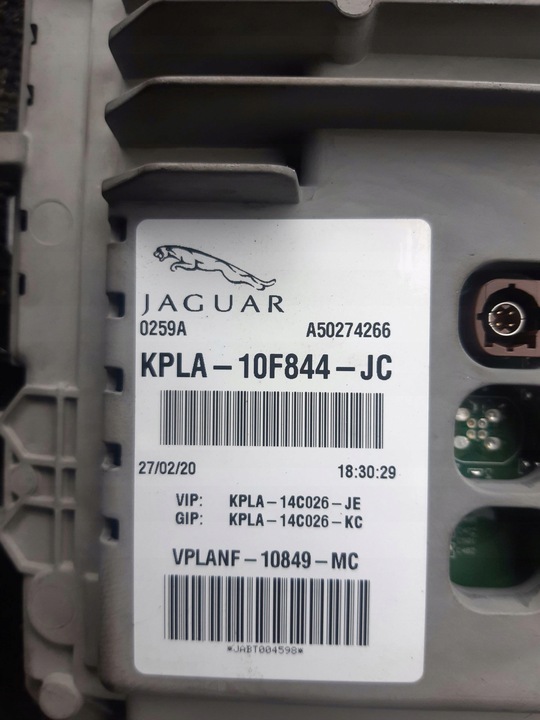 JAGUAR
0259A A50274266
KPLA-10F844-JC
27/02/20 18:30:29
VIP: KPLA-14C026-JE
GIP: KPLA-14C026-KC
VPLANF-10849-MC
*JABT004598*